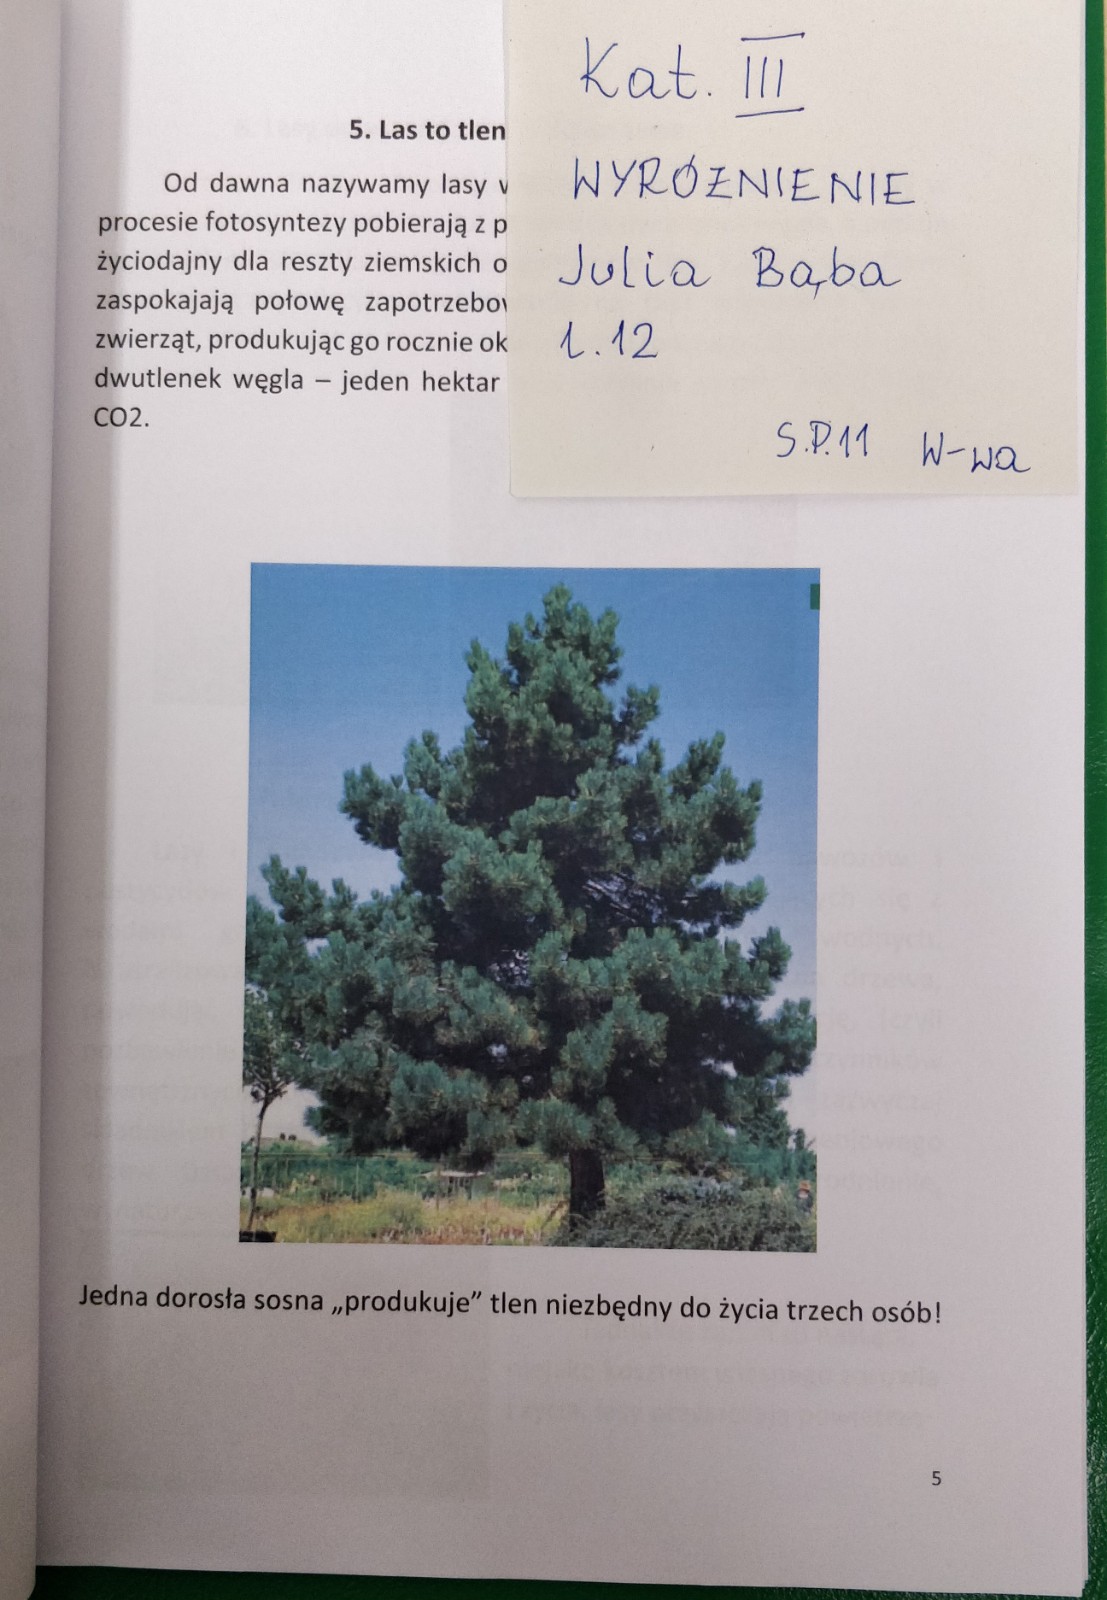 Kat. III
WYRÓŻNIENIE
Julia Bąba
l. 12
S.P. 11 W-wa
5. Las to tlen
Od dawna nazywamy lasy
procesie fotosyntezy pobierają z
życiodajny dla reszty ziemskich
zaspokajają połowę
zwierząt, produkując go rocznie
dwutlenek węgla – jeden hektar
CO2.
Jedna dorosła sosna „produkuje” tlen niezbędny do życia trzech osób!
5